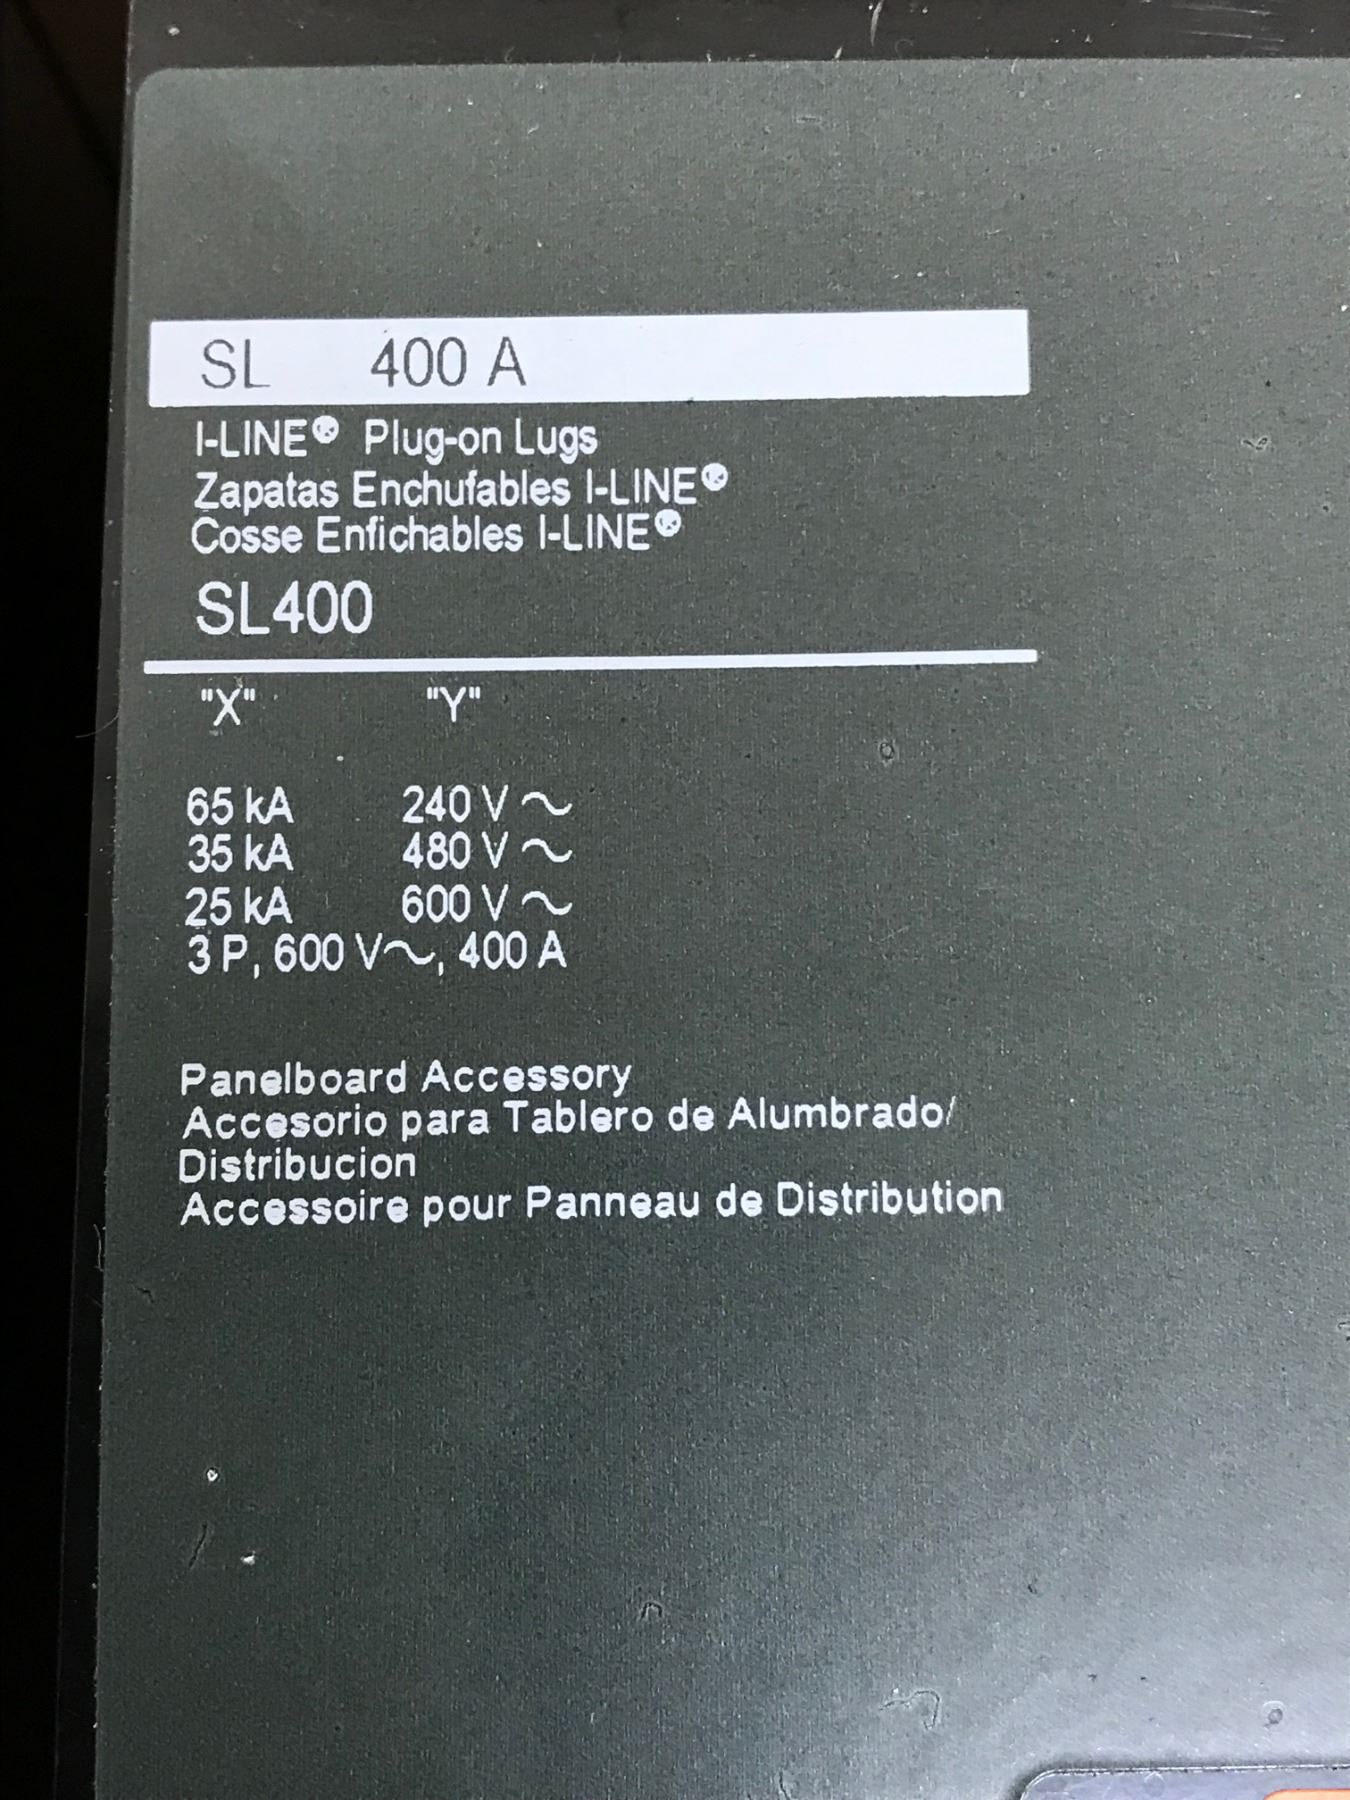 SL 400 A
I-LINE® Plug-on Lugs
Zapatas Enchufables I-LINE®
Cosse Enfichables I-LINE®
SL400
"X" "Y"
65 kA 240 V ~
35 kA 480 V ~
25 kA 600 V ~
3 P, 600 V~, 400 A
Panelboard Accessory
Accesorio para Tablero de Alumbrado/
Distribucion
Accessoire pour Panneau de Distribution